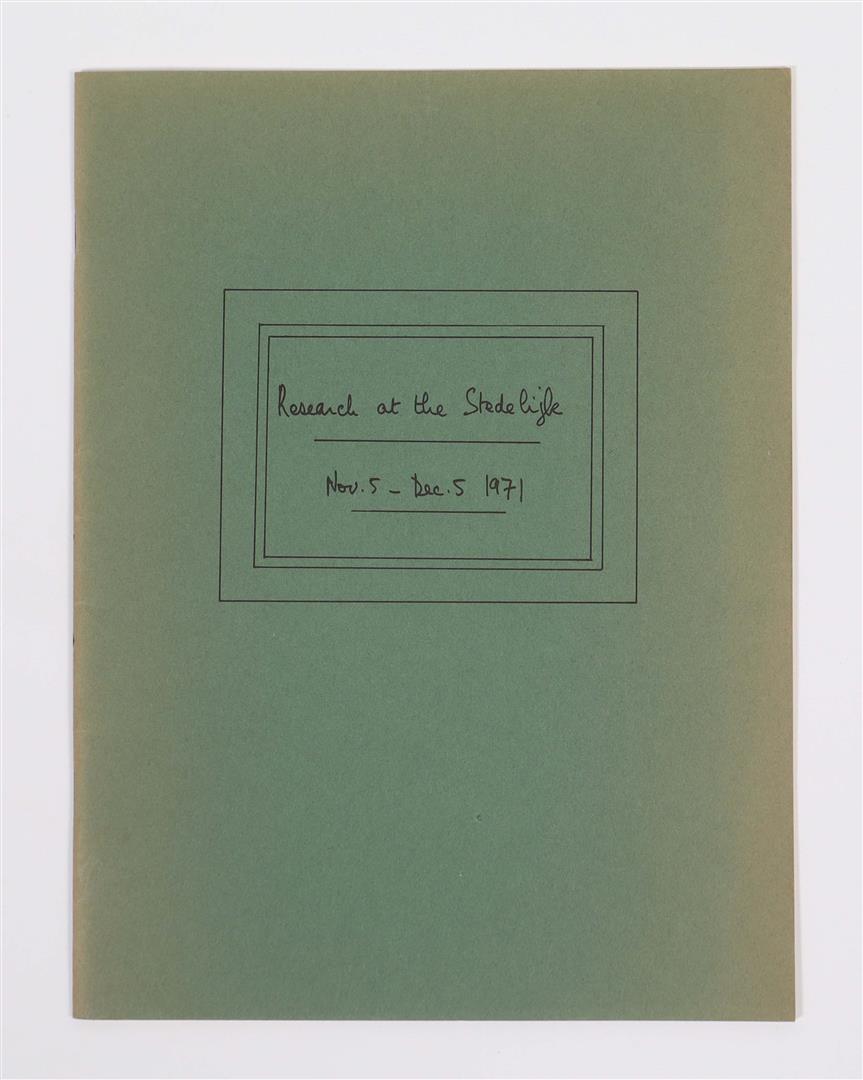 Research at the Stedelijk
Nov. 5 - Dec. 5 1971